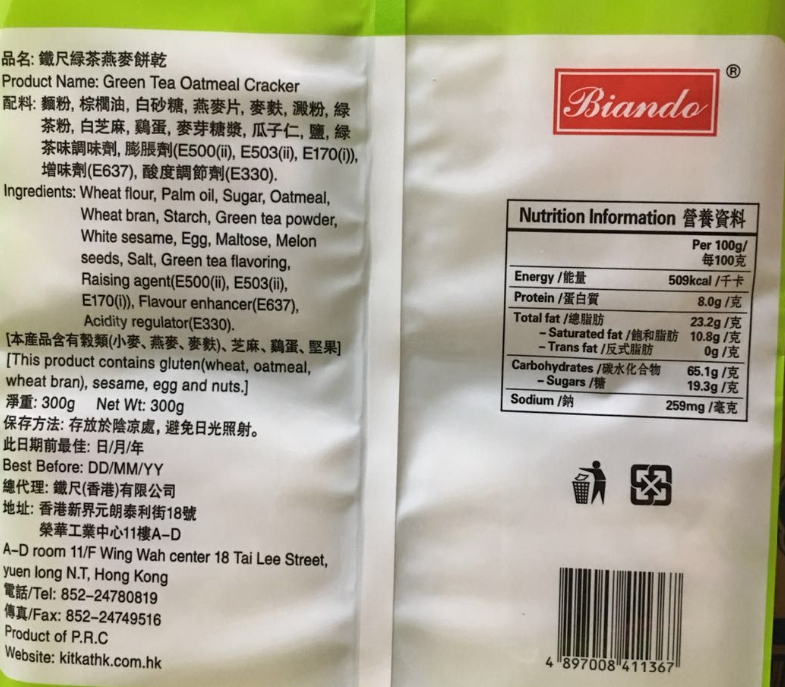 品名: 鐵尺緑茶燕麥餅乾
Product Name: Green Tea Oatmeal Cracker
配料: 麵粉, 棕櫚油, 白砂糖, 燕麥片, 麥麩, 澱粉, 緑
茶粉, 白芝麻, 鷄蛋, 麥芽糖漿, 瓜子仁, 鹽, 緑
茶味調味劑, 膨脹劑(E500(ii), E503(ii), E170(i)),
增味劑(E637), 酸度調節劑(E330).
Ingredients: Wheat flour, Palm oil, Sugar, Oatmeal,
Wheat bran, Starch, Green tea powder,
White sesame, Egg, Maltose, Melon
seeds, Salt, Green tea flavoring,
Raising agent(E500(ii), E503(ii),
E170(i)), Flavour enhancer(E637),
Acidity regulator(E330).
[本產品含有穀類(小麥、燕麥、麥麩)、芝麻、鷄蛋、堅果]
[This product contains gluten(wheat, oatmeal,
wheat bran), sesame, egg and nuts.]
淨重: 300g Net Wt: 300g
保存方法: 存放於陰凉處, 避免日光照射。
此日期前最佳: 日/月/年
Best Before: DD/MM/YY
總代理: 鐵尺(香港)有限公司
地址: 香港新界元朗泰利街18號
榮華工業中心11樓A-D
A-D room 11/F Wing Wah center 18 Tai Lee Street,
yuen long N.T, Hong Kong
電話/Tel: 852-24780819
傳真/Fax: 852-24749516
Product of P.R.C
Website: kitkathk.com.hk
Biando ®
Nutrition Information 營養資料
Per 100g/
每100克
Energy /能量 509kcal /千卡
Protein /蛋白質 8.0g /克
Total fat /總脂肪 23.2g /克
- Saturated fat /飽和脂肪 10.8g /克
- Trans fat /反式脂肪 0g /克
Carbohydrates /碳水化合物 65.1g /克
- Sugars /糖 19.3g /克
Sodium /鈉 259mg /毫克
4 897008 411367